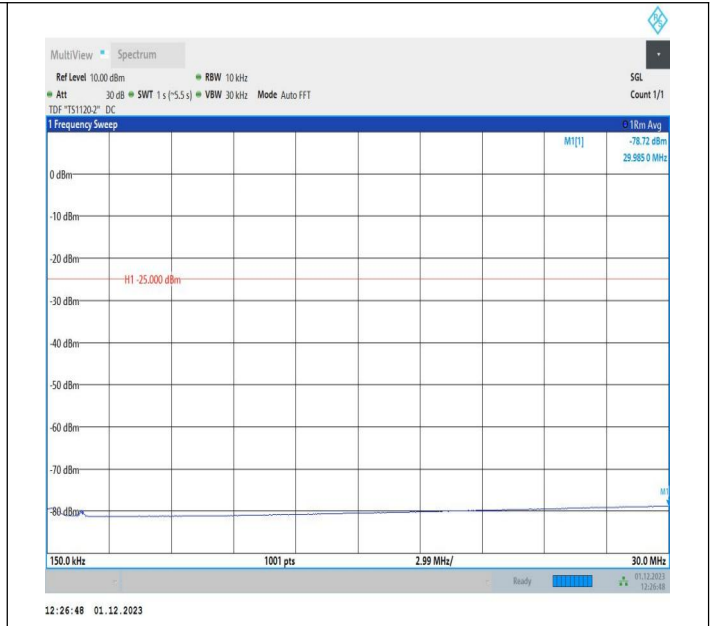 MultiView Spectrum
Ref Level 10.00 dBm RBW 10 kHz SGL
Att 30 dB SWT 1 s (~5.5 s) VBW 30 kHz Mode Auto FFT Count 1/1
TDF "TS1120-2" DC
1 Frequency Sweep 1Rm Avg
M1[1] -78.72 dBm
29.985 0 MHz
0 dBm
-10 dBm
-20 dBm
H1 -25.000 dBm
-30 dBm
-40 dBm
-50 dBm
-60 dBm
-70 dBm
M1
-80 dBm
150.0 kHz 1001 pts 2.99 MHz/ 30.0 MHz
Ready 01.12.2023
12:26:48
12:26:48 01.12.2023